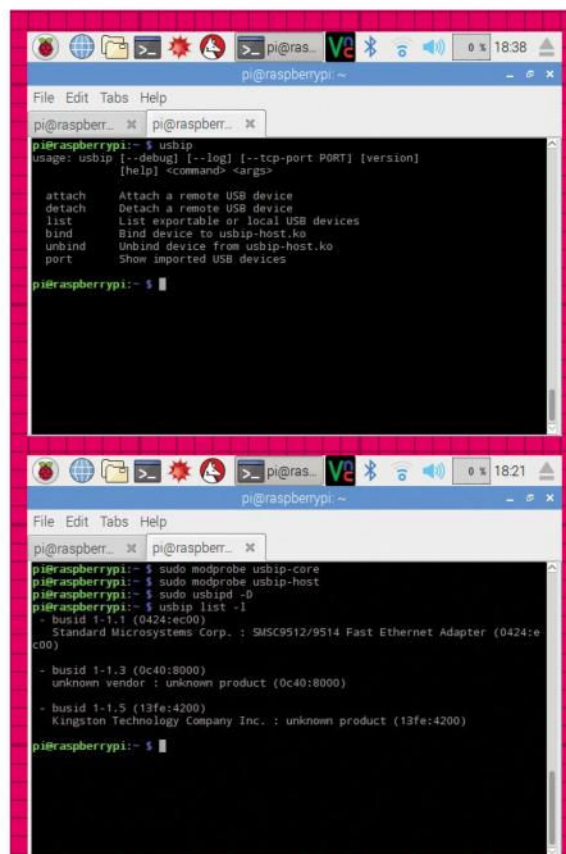 pi@ras...
0 %
18:38
pi@raspberrypi: ~
File Edit Tabs Help
pi@raspberr...
pi@raspberr...
pi@raspberrypi:~ $ usbip
usage: usbip [--debug] [--log] [--tcp-port PORT] [version]
[help] <command> <args>
attach Attach a remote USB device
detach Detach a remote USB device
list List exportable or local USB devices
bind Bind device to usbip-host.ko
unbind Unbind device from usbip-host.ko
port Show imported USB devices
pi@raspberrypi:~ $
pi@ras...
0 %
18:21
pi@raspberrypi: ~
File Edit Tabs Help
pi@raspberr...
pi@raspberr...
pi@raspberrypi:~ $ sudo modprobe usbip-core
pi@raspberrypi:~ $ sudo modprobe usbip-host
pi@raspberrypi:~ $ sudo usbipd -D
pi@raspberrypi:~ $ usbip list -l
- busid 1-1.1 (0424:ec00)
Standard Microsystems Corp. : SMSC9512/9514 Fast Ethernet Adapter (0424:e
c00)
- busid 1-1.3 (0c40:8000)
unknown vendor : unknown product (0c40:8000)
- busid 1-1.5 (13fe:4200)
Kingston Technology Company Inc. : unknown product (13fe:4200)
pi@raspberrypi:~ $